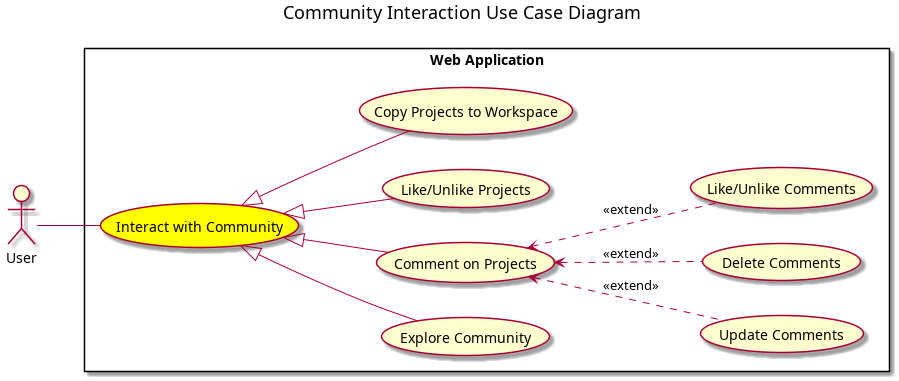 Community Interaction Use Case Diagram
Web Application
Copy Projects to Workspace
Like/Unlike Projects
Like/Unlike Comments
«extend»
Interact with Community
User
Comment on Projects
«extend»
Delete Comments
«extend»
Explore Community
Update Comments